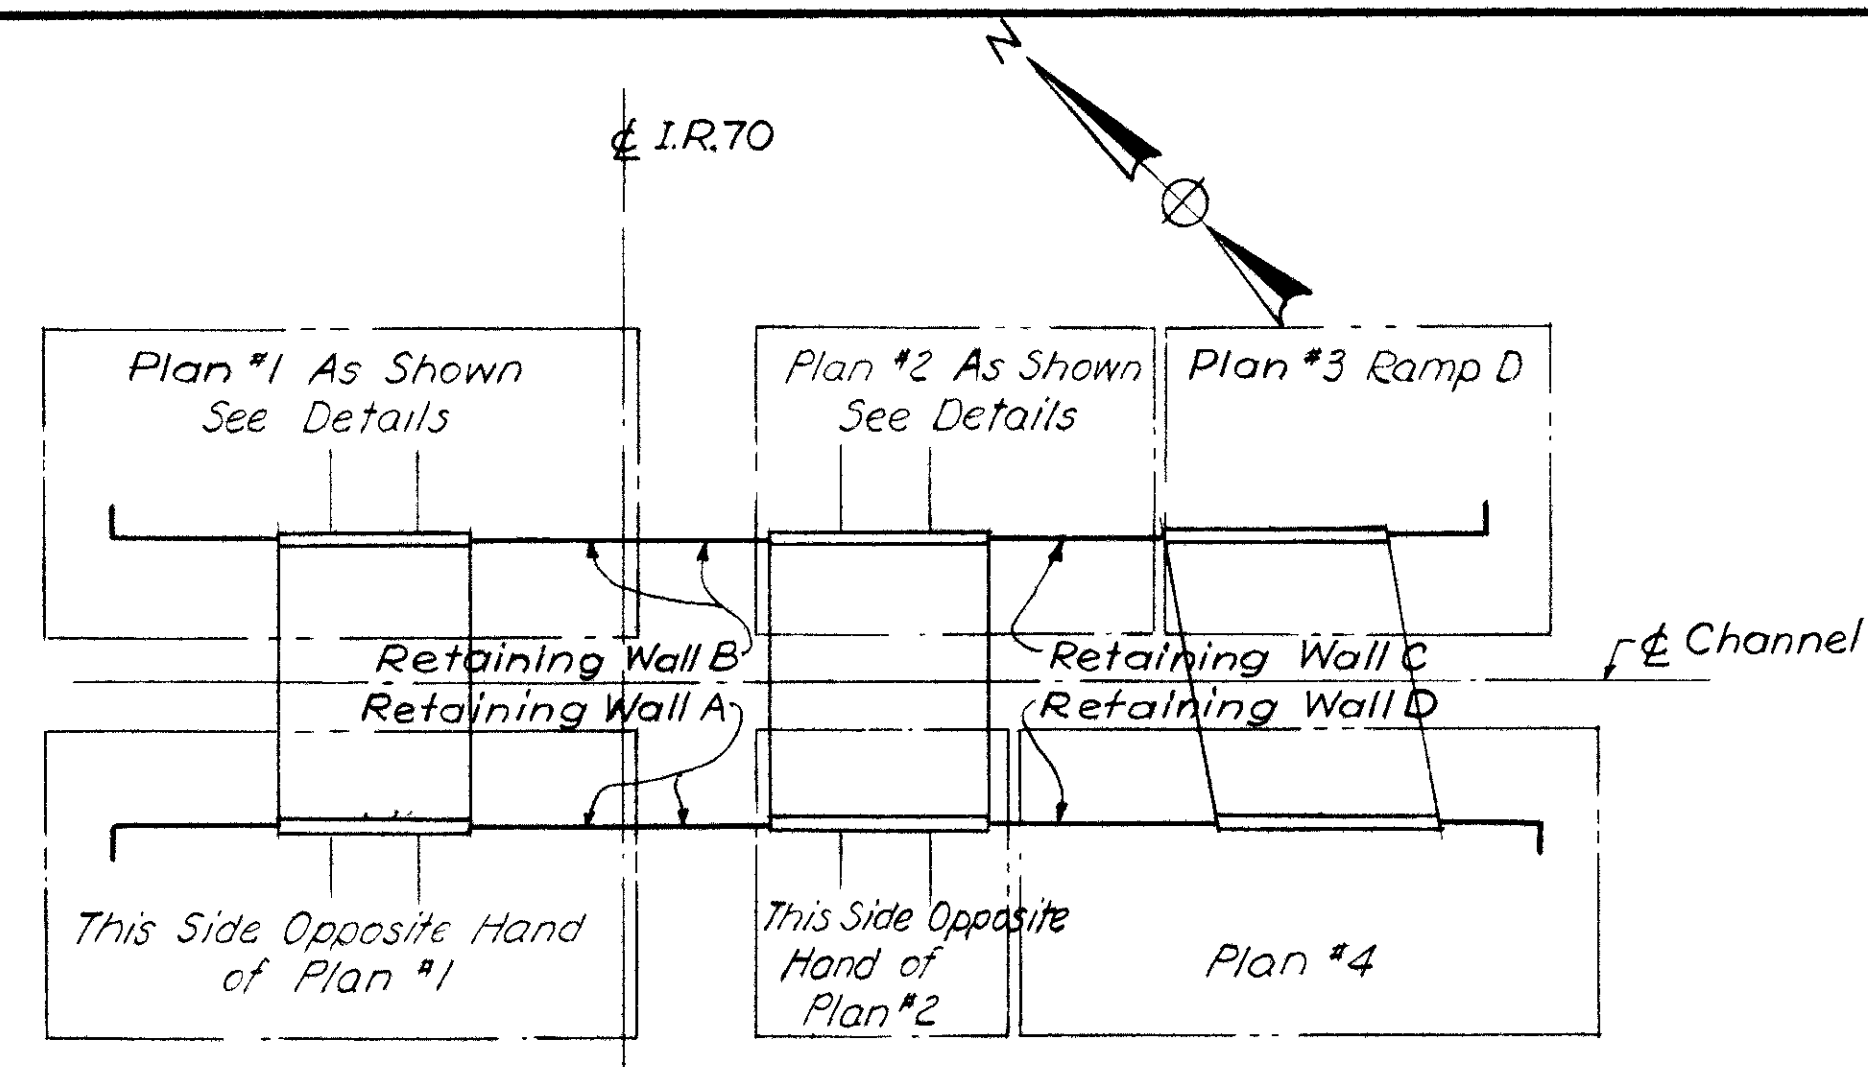 N
℄ I.R.70
Plan #1 As Shown
See Details
Plan #2 As Shown
See Details
Plan #3 Ramp D
Retaining Wall B
Retaining Wall C
℄ Channel
Retaining Wall A
Retaining Wall D
This Side Opposite Hand
of Plan #1
This Side Opposite
Hand of
Plan #2
Plan #4